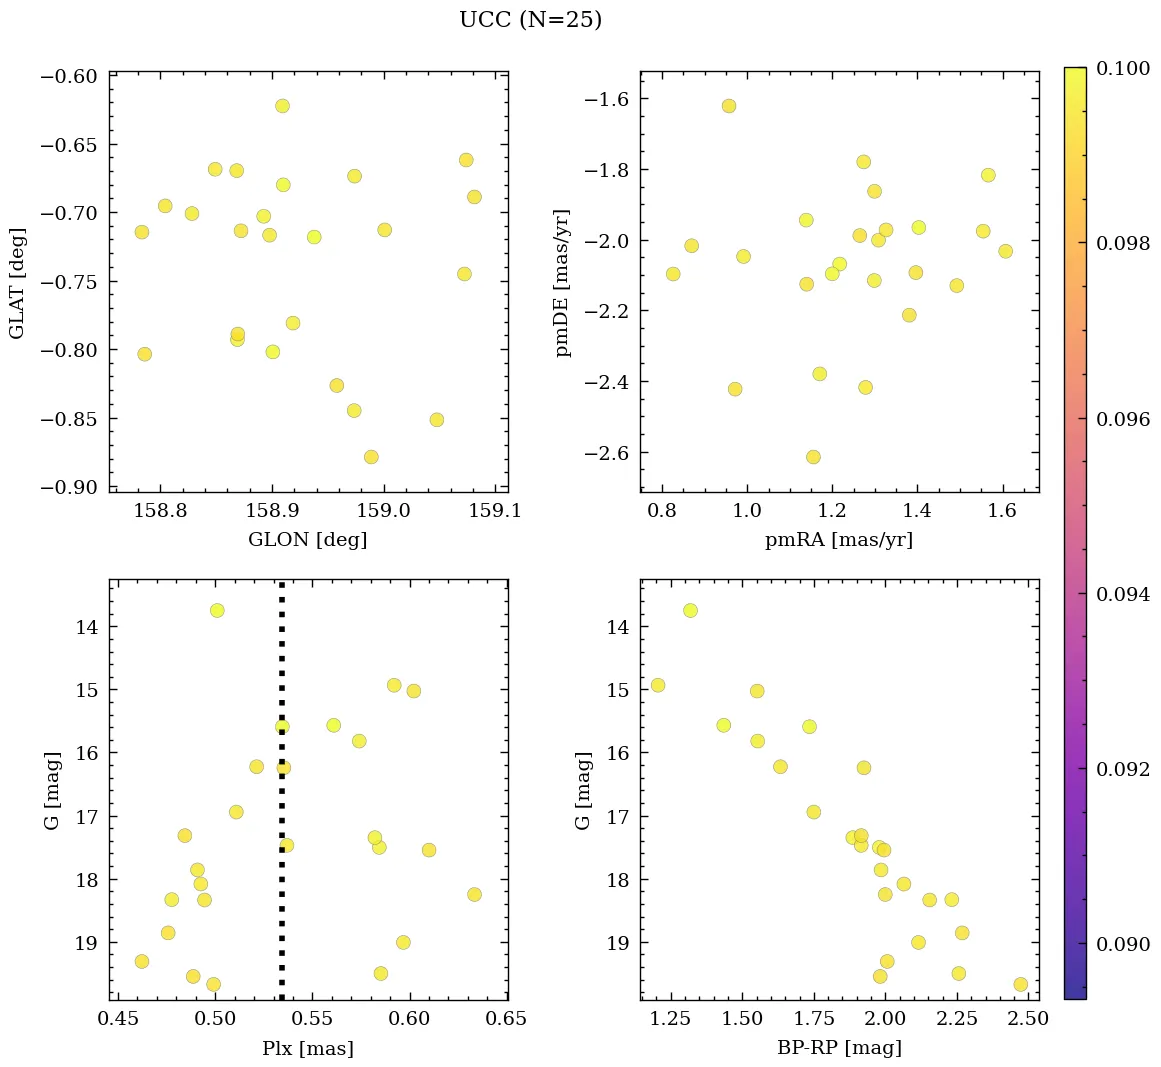 UCC (N=25)
−0.60
−0.65
−0.70
−0.75
−0.80
−0.85
−0.90
GLAT [deg]
158.8 158.9 159.0 159.1
GLON [deg]
−1.6
−1.8
−2.0
−2.2
−2.4
−2.6
pmDE [mas/yr]
0.8 1.0 1.2 1.4 1.6
pmRA [mas/yr]
14
15
16
17
18
19
G [mag]
0.45 0.50 0.55 0.60 0.65
Plx [mas]
14
15
16
17
18
19
G [mag]
1.25 1.50 1.75 2.00 2.25 2.50
BP-RP [mag]
0.100
0.098
0.096
0.094
0.092
0.090